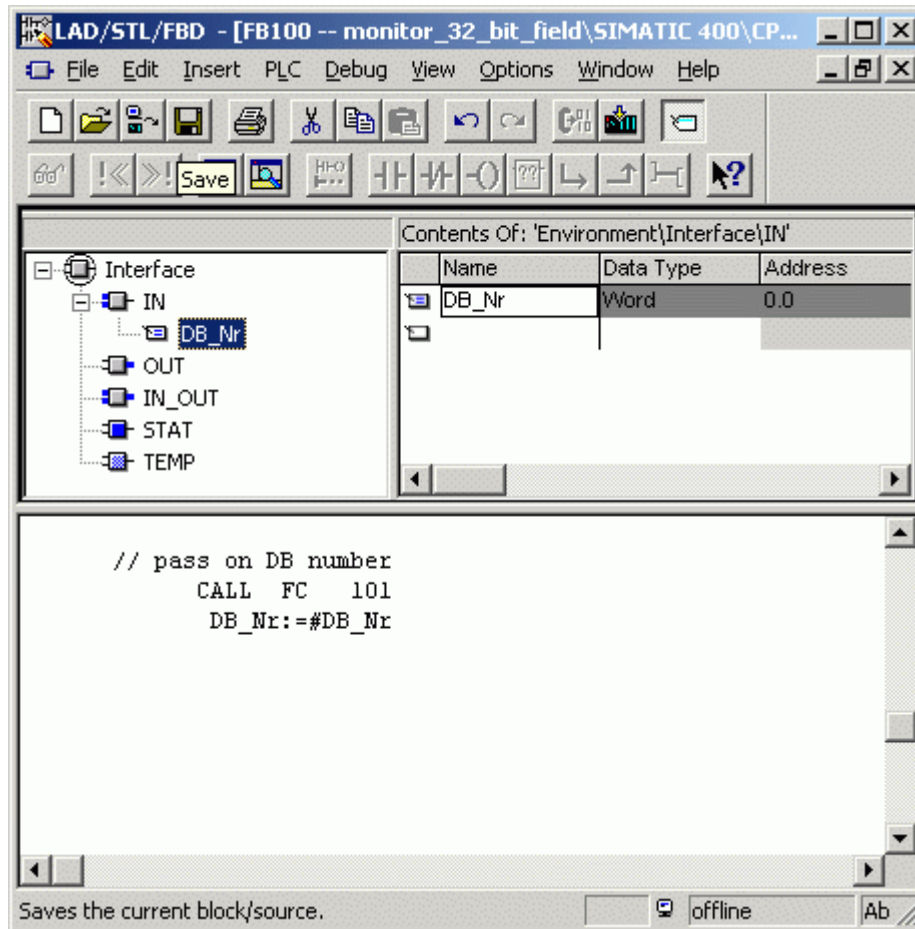 LAD/STL/FBD - [FB100 -- monitor_32_bit_field\SIMATIC 400\CP...
File Edit Insert PLC Debug View Options Window Help
Save
Contents Of: 'Environment\Interface\IN'
Interface
IN
DB_Nr
OUT
IN_OUT
STAT
TEMP
Name Data Type Address
DB_Nr Word 0.0
// pass on DB number
CALL FC 101
DB_Nr:=#DB_Nr
Saves the current block/source. offline Ab